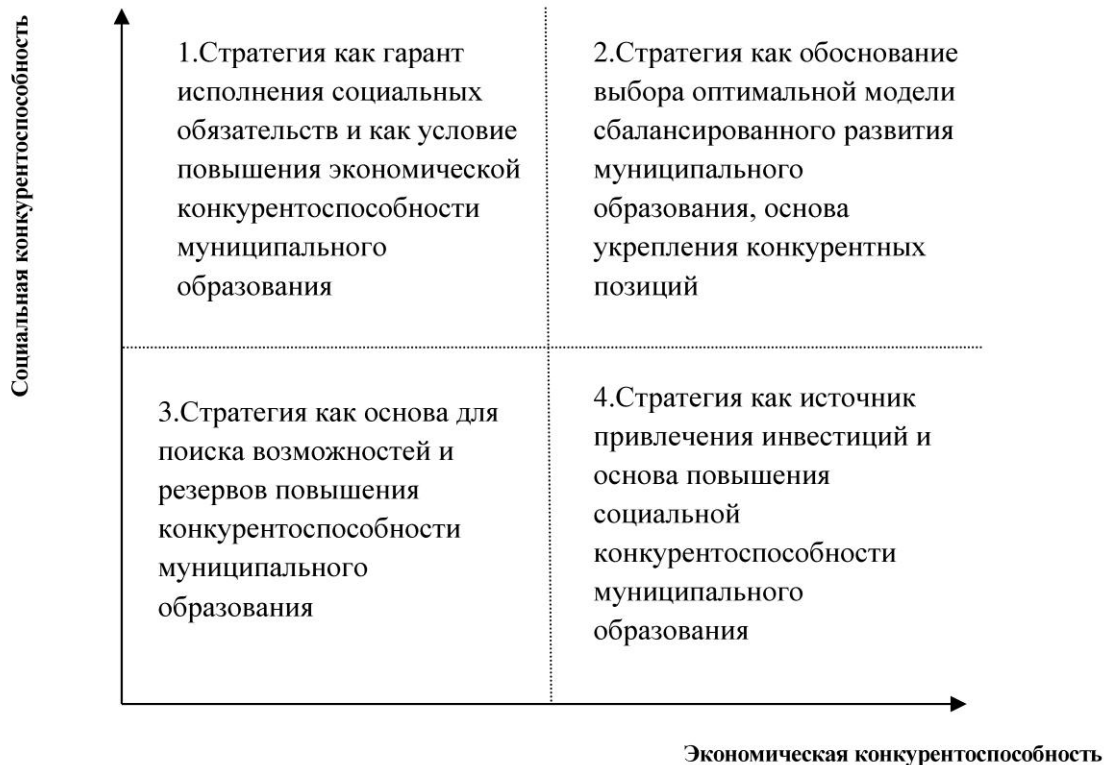 Социальная конкурентоспособность
1.Стратегия как гарант
исполнения социальных
обязательств и как условие
повышения экономической
конкурентоспособности
муниципального
образования
2.Стратегия как обоснование
выбора оптимальной модели
сбалансированного развития
муниципального
образования, основа
укрепления конкурентных
позиций
3.Стратегия как основа для
поиска возможностей и
резервов повышения
конкурентоспособности
муниципального
образования
4.Стратегия как источник
привлечения инвестиций и
основа повышения
социальной
конкурентоспособности
муниципального
образования
Экономическая конкурентоспособность